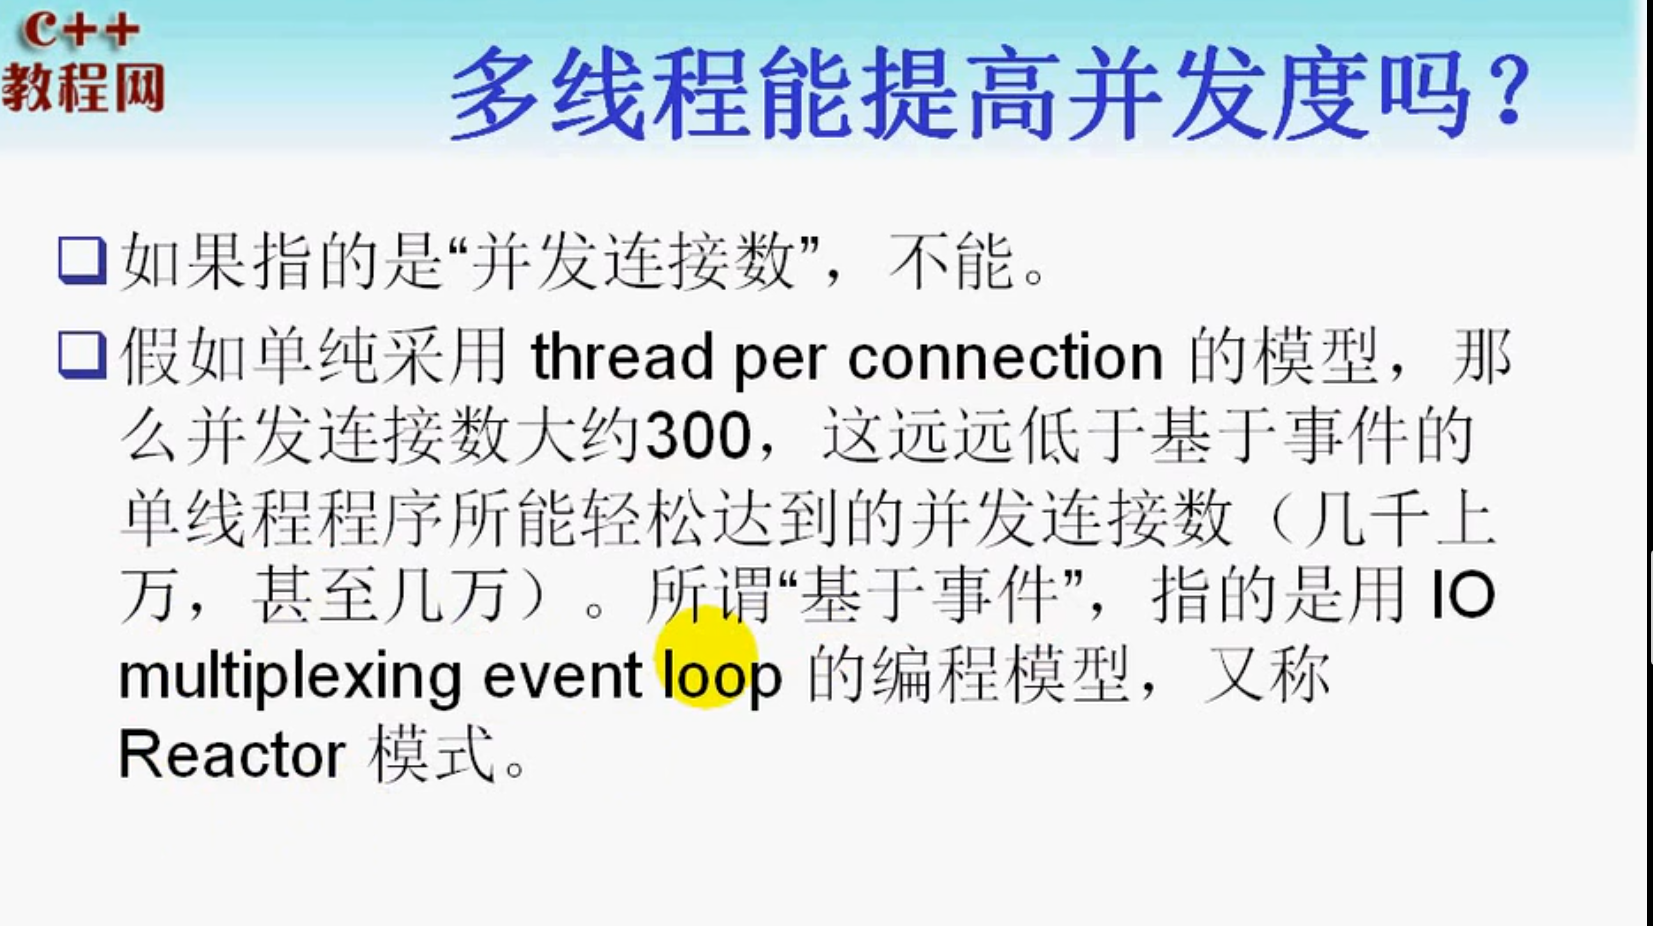 C++
教程网
多线程能提高并发度吗？
如果指的是“并发连接数”，不能。
假如单纯采用 thread per connection 的模型，那
么并发连接数大约300，这远远低于基于事件的
单线程程序所能轻松达到的并发连接数（几千上
万，甚至几万）。所谓“基于事件”，指的是用 IO
multiplexing event loop 的编程模型，又称
Reactor 模式。